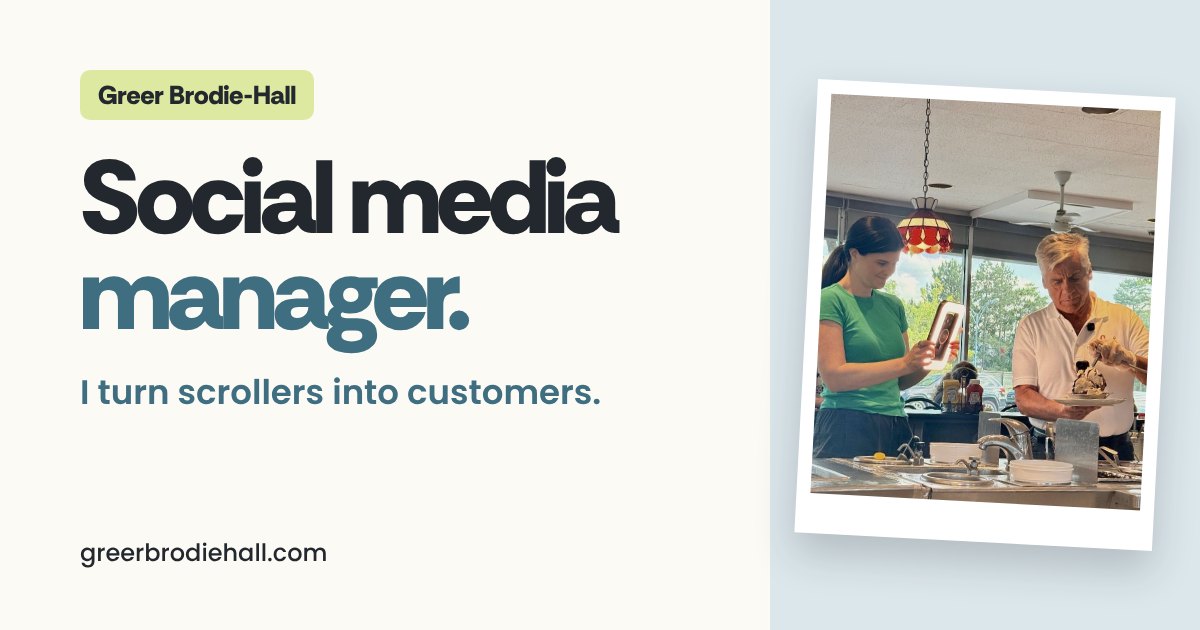 Greer Brodie-Hall
Social media
manager.
I turn scrollers into customers.
greerbrodiehall.com